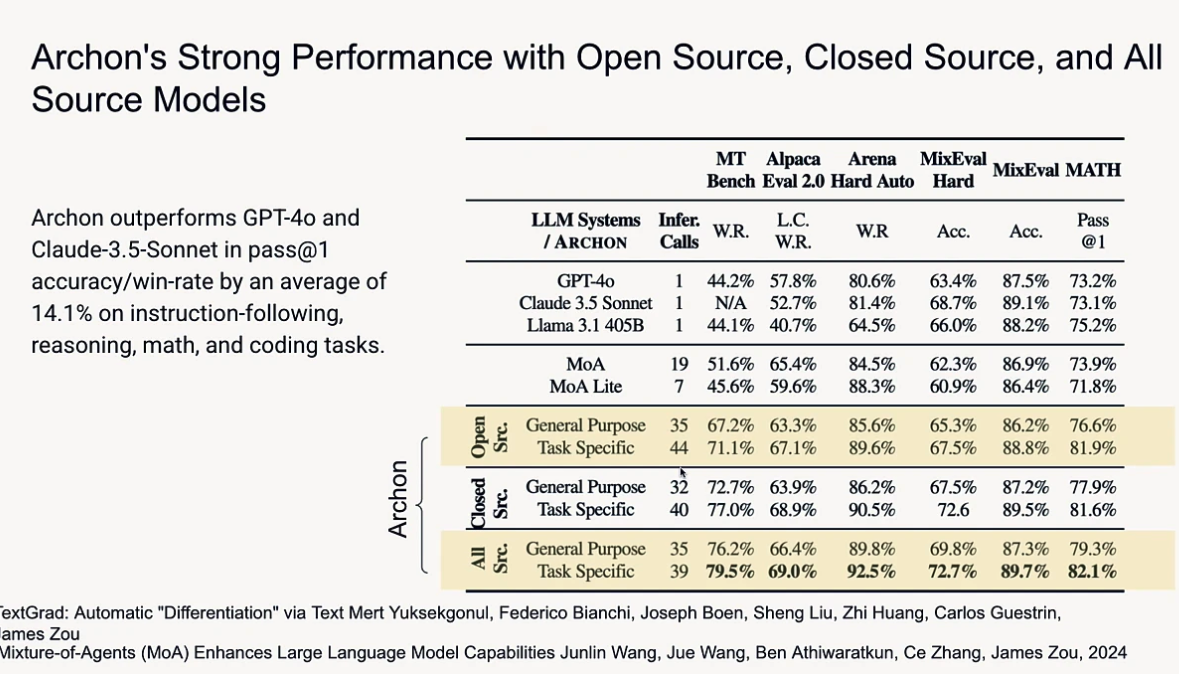 Archon's Strong Performance with Open Source, Closed Source, and All
Source Models
Archon outperforms GPT-4o and
Claude-3.5-Sonnet in pass@1
accuracy/win-rate by an average of
14.1% on instruction-following,
reasoning, math, and coding tasks.
MT Alpaca Arena MixEval MixEval MATH
Bench Eval 2.0 Hard Auto Hard
LLM Systems Infer. W.R. L.C. W.R Acc. Acc. Pass
/ ARCHON Calls W.R. @1
GPT-4o 1 44.2% 57.8% 80.6% 63.4% 87.5% 73.2%
Claude 3.5 Sonnet 1 N/A 52.7% 81.4% 68.7% 89.1% 73.1%
Llama 3.1 405B 1 44.1% 40.7% 64.5% 66.0% 88.2% 75.2%
MoA 19 51.6% 65.4% 84.5% 62.3% 86.9% 73.9%
MoA Lite 7 45.6% 59.6% 88.3% 60.9% 86.4% 71.8%
Archon
Open Src.
General Purpose 35 67.2% 63.3% 85.6% 65.3% 86.2% 76.6%
Task Specific 44 71.1% 67.1% 89.6% 67.5% 88.8% 81.9%
Closed Src.
General Purpose 32 72.7% 63.9% 86.2% 67.5% 87.2% 77.9%
Task Specific 40 77.0% 68.9% 90.5% 72.6 89.5% 81.6%
All Src.
General Purpose 35 76.2% 66.4% 89.8% 69.8% 87.3% 79.3%
Task Specific 39 79.5% 69.0% 92.5% 72.7% 89.7% 82.1%
TextGrad: Automatic "Differentiation" via Text Mert Yuksekgonul, Federico Bianchi, Joseph Boen, Sheng Liu, Zhi Huang, Carlos Guestrin,
James Zou
Mixture-of-Agents (MoA) Enhances Large Language Model Capabilities Junlin Wang, Jue Wang, Ben Athiwaratkun, Ce Zhang, James Zou, 2024